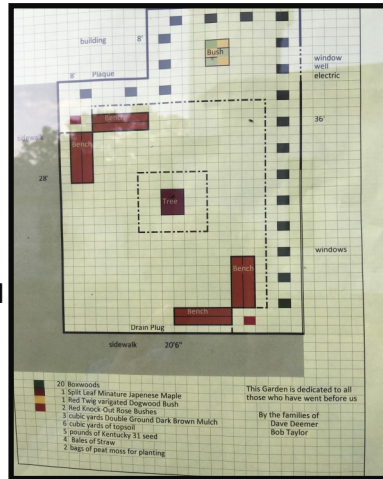 building 8'
Bush
window
well
electric
8' Plaque
Bench
36'
sidewalk
Bench
28'
Tree
windows
Bench
Bench
Drain Plug
sidewalk 20'6"
20 Boxwoods
1 Split Leaf Minature Japenese Maple
1 Red Twig varigated Dogwood Bush
2 Red Knock-Out Rose Bushes
3 cubic yards Double Ground Dark Brown Mulch
6 cubic yards of topsoil
5 pounds of Kentucky 31 seed
4 Bales of Straw
2 bags of peat moss for planting
This Garden is dedicated to all
those who have went before us
By the families of
Dave Deemer
Bob Taylor